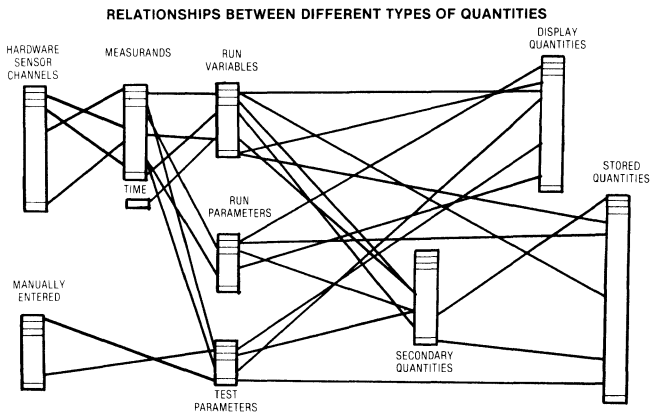 RELATIONSHIPS BETWEEN DIFFERENT TYPES OF QUANTITIES
DISPLAY
QUANTITIES
HARDWARE
SENSOR
CHANNELS
MEASURANDS
RUN
VARIABLES
STORED
QUANTITIES
TIME
RUN
PARAMETERS
MANUALLY
ENTERED
SECONDARY
QUANTITIES
TEST
PARAMETERS